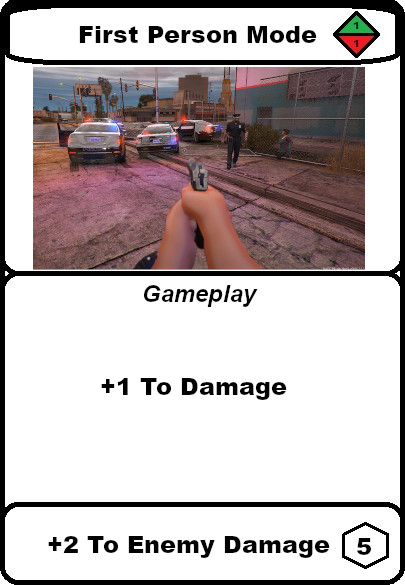 First Person Mode
1
1
Gameplay
+1 To Damage
+2 To Enemy Damage
5